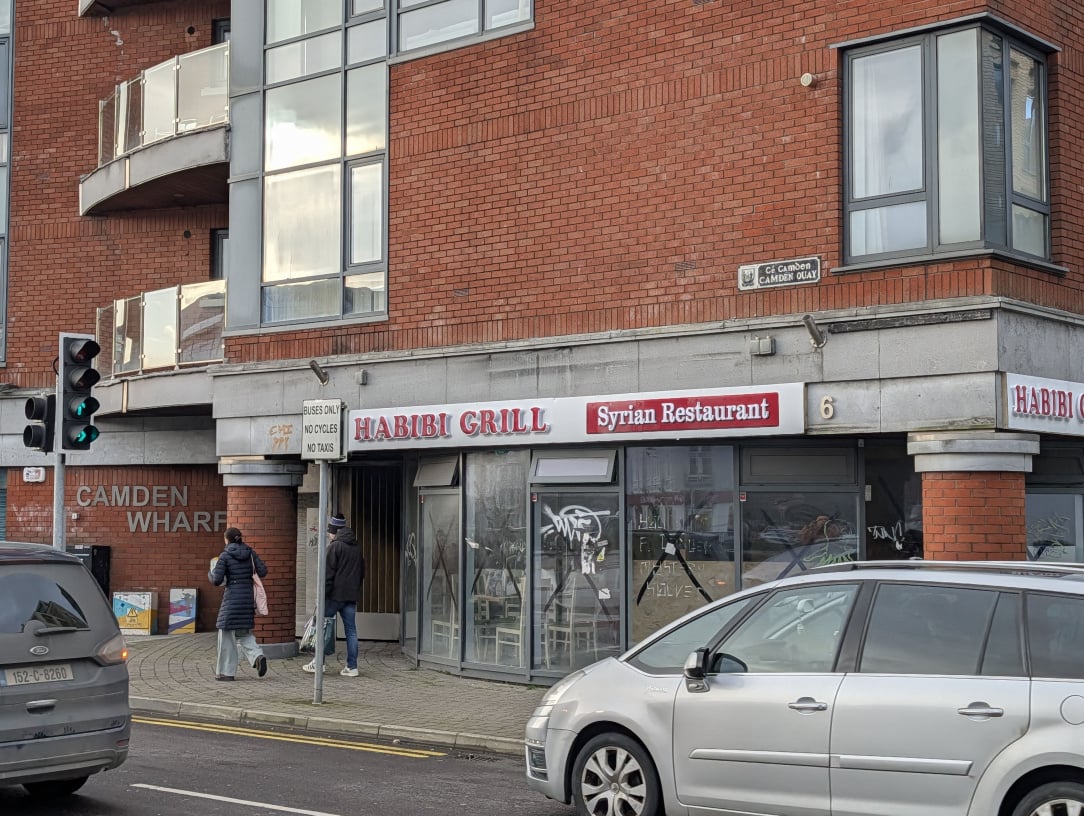 Cé Camden
CAMDEN QUAY
BUSES ONLY
NO CYCLES
NO TAXIS
HABIBI GRILL
Syrian Restaurant
6
HABIBI
CAMDEN
WHARF
152-C-8260